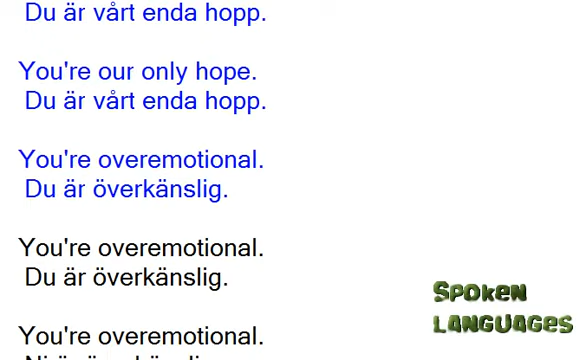 Du är vårt enda hopp.
You're our only hope.
Du är vårt enda hopp.
You're overemotional.
Du är överkänslig.
You're overemotional.
Du är överkänslig.
You're overemotional.
SPOKEN
LANGUAGES